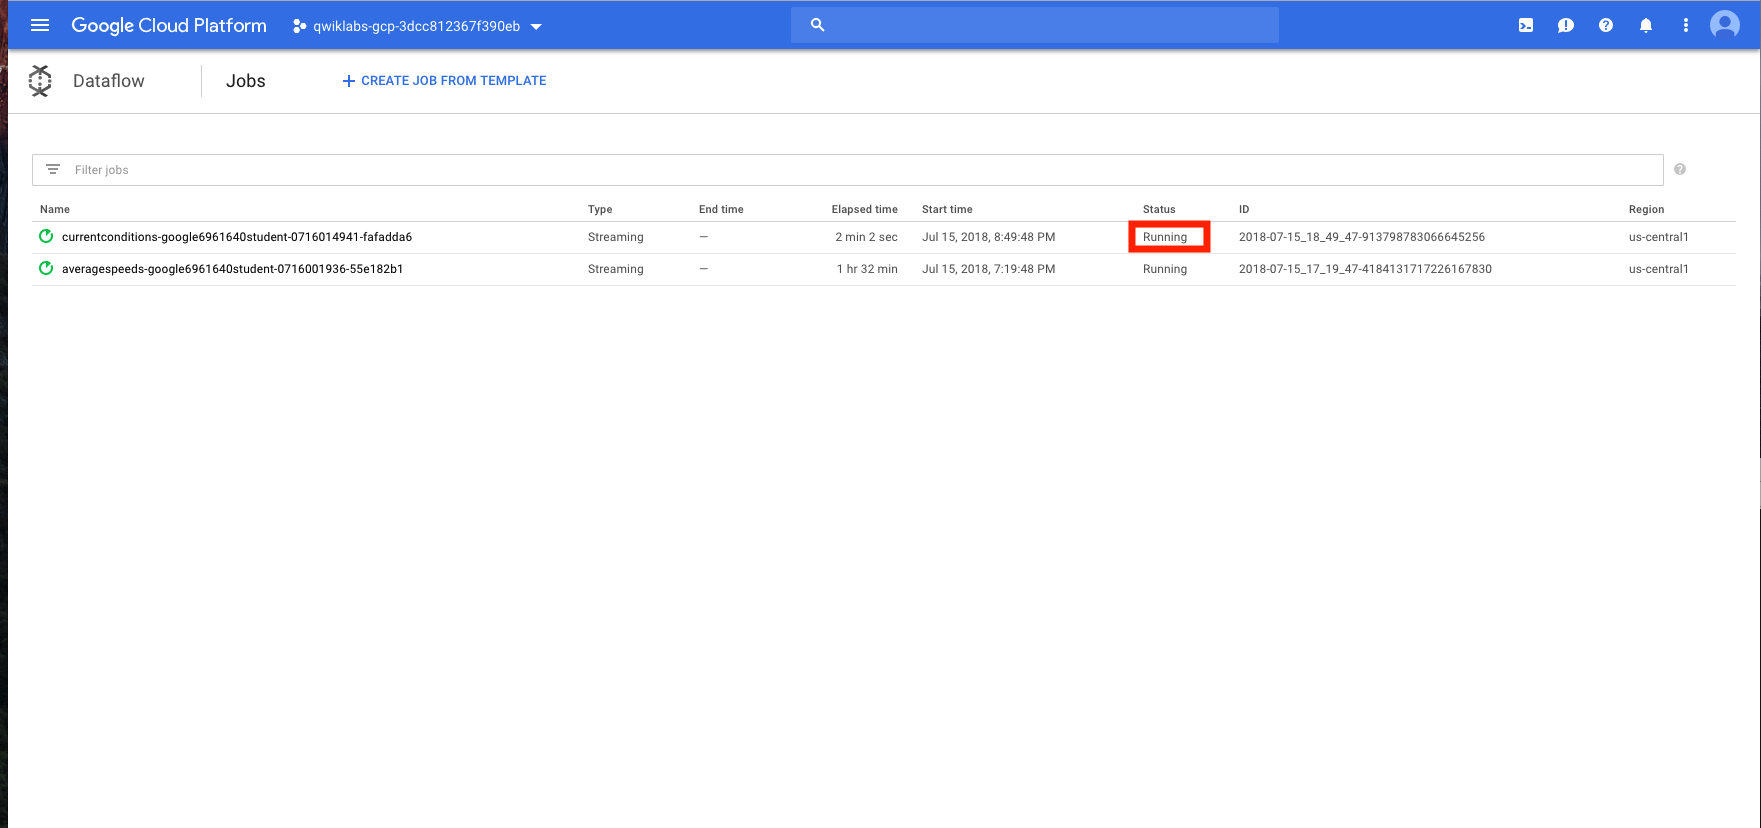 Google Cloud Platform qwiklabs-gcp-3dcc812367f390eb
Dataflow Jobs CREATE JOB FROM TEMPLATE
Filter jobs
Name Type End time Elapsed time Start time Status ID Region
currentconditions-google6961640student-0716014941-fafadda6 Streaming — 2 min 2 sec Jul 15, 2018, 8:49:48 PM Running 2018-07-15_18_49_47-913798783066645256 us-central1
averagespeeds-google6961640student-0716001936-55e182b1 Streaming — 1 hr 32 min Jul 15, 2018, 7:19:48 PM Running 2018-07-15_17_19_47-4184131717226167830 us-central1